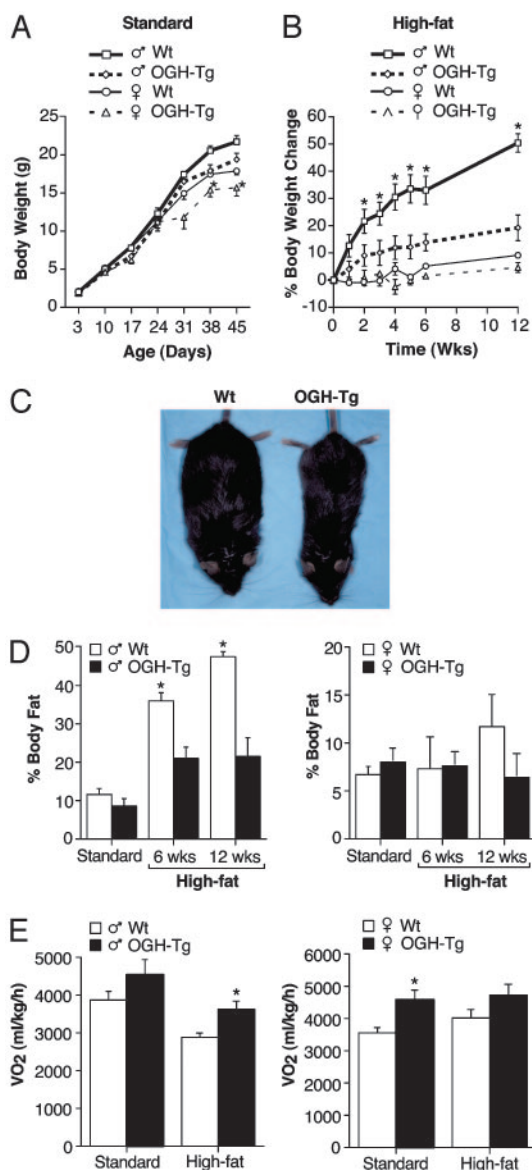 A Standard
♂ Wt
♂ OGH-Tg
♀ Wt
♀ OGH-Tg
Body Weight (g)
25
20
15
10
5
0
* *
3 10 17 24 31 38 45
Age (Days)
B High-fat
♂ Wt
♂ OGH-Tg
♀ Wt
♀ OGH-Tg
% Body Weight Change
60
50
40
30
20
10
0
-10
* * * * * *
0 2 4 6 8 10 12
Time (Wks)
C
Wt OGH-Tg
D
♂ Wt
♂ OGH-Tg
% Body Fat
50
40
30
20
10
0
* *
Standard 6 wks 12 wks
High-fat
♀ Wt
♀ OGH-Tg
% Body Fat
20
15
10
5
0
Standard 6 wks 12 wks
High-fat
E
♂ Wt
♂ OGH-Tg
VO2 (ml/kg/h)
5000
4000
3000
2000
1000
0
*
Standard High-fat
♀ Wt
♀ OGH-Tg
VO2 (ml/kg/h)
6000
5000
4000
3000
2000
1000
0
*
Standard High-fat